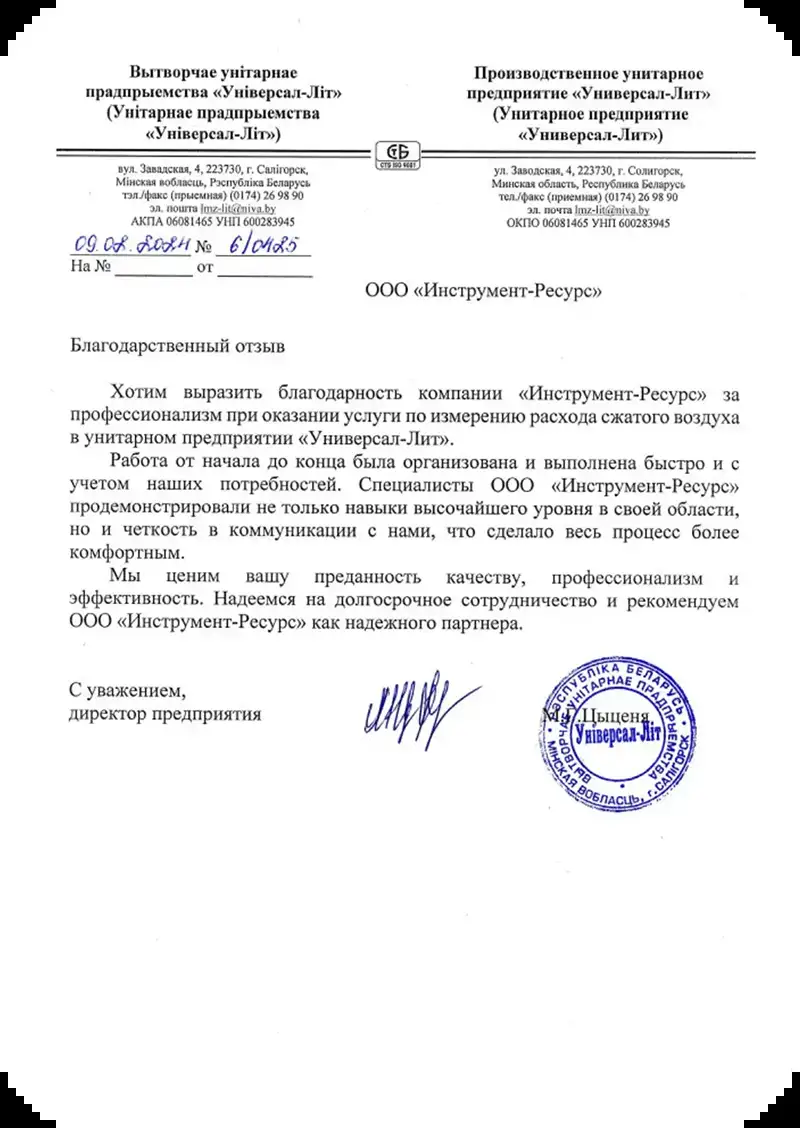 Вытворчае унітарнае
прадпрыемства «Універсал-Літ»
(Унітарнае прадпрыемства
«Універсал-Літ»)
вул. Завадская, 4, 223730, г. Салігорск,
Мінская вобласць, Рэспубліка Беларусь
тэл./факс (прыемная) (0174) 26 98 90
эл. пошта lmz-lit@niva.by
АКПА 06081465 УНП 600283945
Производственное унитарное
предприятие «Универсал-Лит»
(Унитарное предприятие
«Универсал-Лит»)
ул. Заводская, 4, 223730, г. Солигорск,
Минская область, Республика Беларусь
тел./факс (приемная) (0174) 26 98 90
эл. почта lmz-lit@niva.by
ОКПО 06081465 УНП 600283945
СТБ
СТБ ISO 9001
09.02.2024 № 6/0425
На № ________ от ________
ООО «Инструмент-Ресурс»
Благодарственный отзыв
Хотим выразить благодарность компании «Инструмент-Ресурс» за
профессионализм при оказании услуги по измерению расхода сжатого воздуха
в унитарном предприятии «Универсал-Лит».
Работа от начала до конца была организована и выполнена быстро и с
учетом наших потребностей. Специалисты ООО «Инструмент-Ресурс»
продемонстрировали не только навыки высочайшего уровня в своей области,
но и четкость в коммуникации с нами, что сделало весь процесс более
комфортным.
Мы ценим вашу преданность качеству, профессионализм и
эффективность. Надеемся на долгосрочное сотрудничество и рекомендуем
ООО «Инструмент-Ресурс» как надежного партнера.
С уважением,
директор предприятия
Цыценя
РЭСПУБЛІКА БЕЛАРУСЬ
МІНСКАЯ ВОБЛАСЦЬ, г. САЛІГОРСК
ВЫТВОРЧАЕ УНІТАРНАЕ ПРАДПРЫЕМСТВА
Універсал-Літ